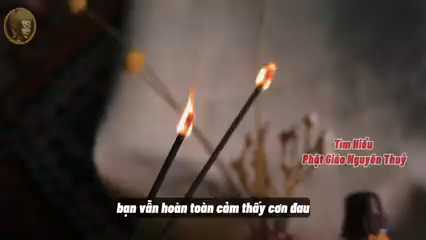 Tìm Hiểu
Phật Giáo Nguyên Thuỷ
bạn vẫn hoàn toàn cảm thấy cơn đau